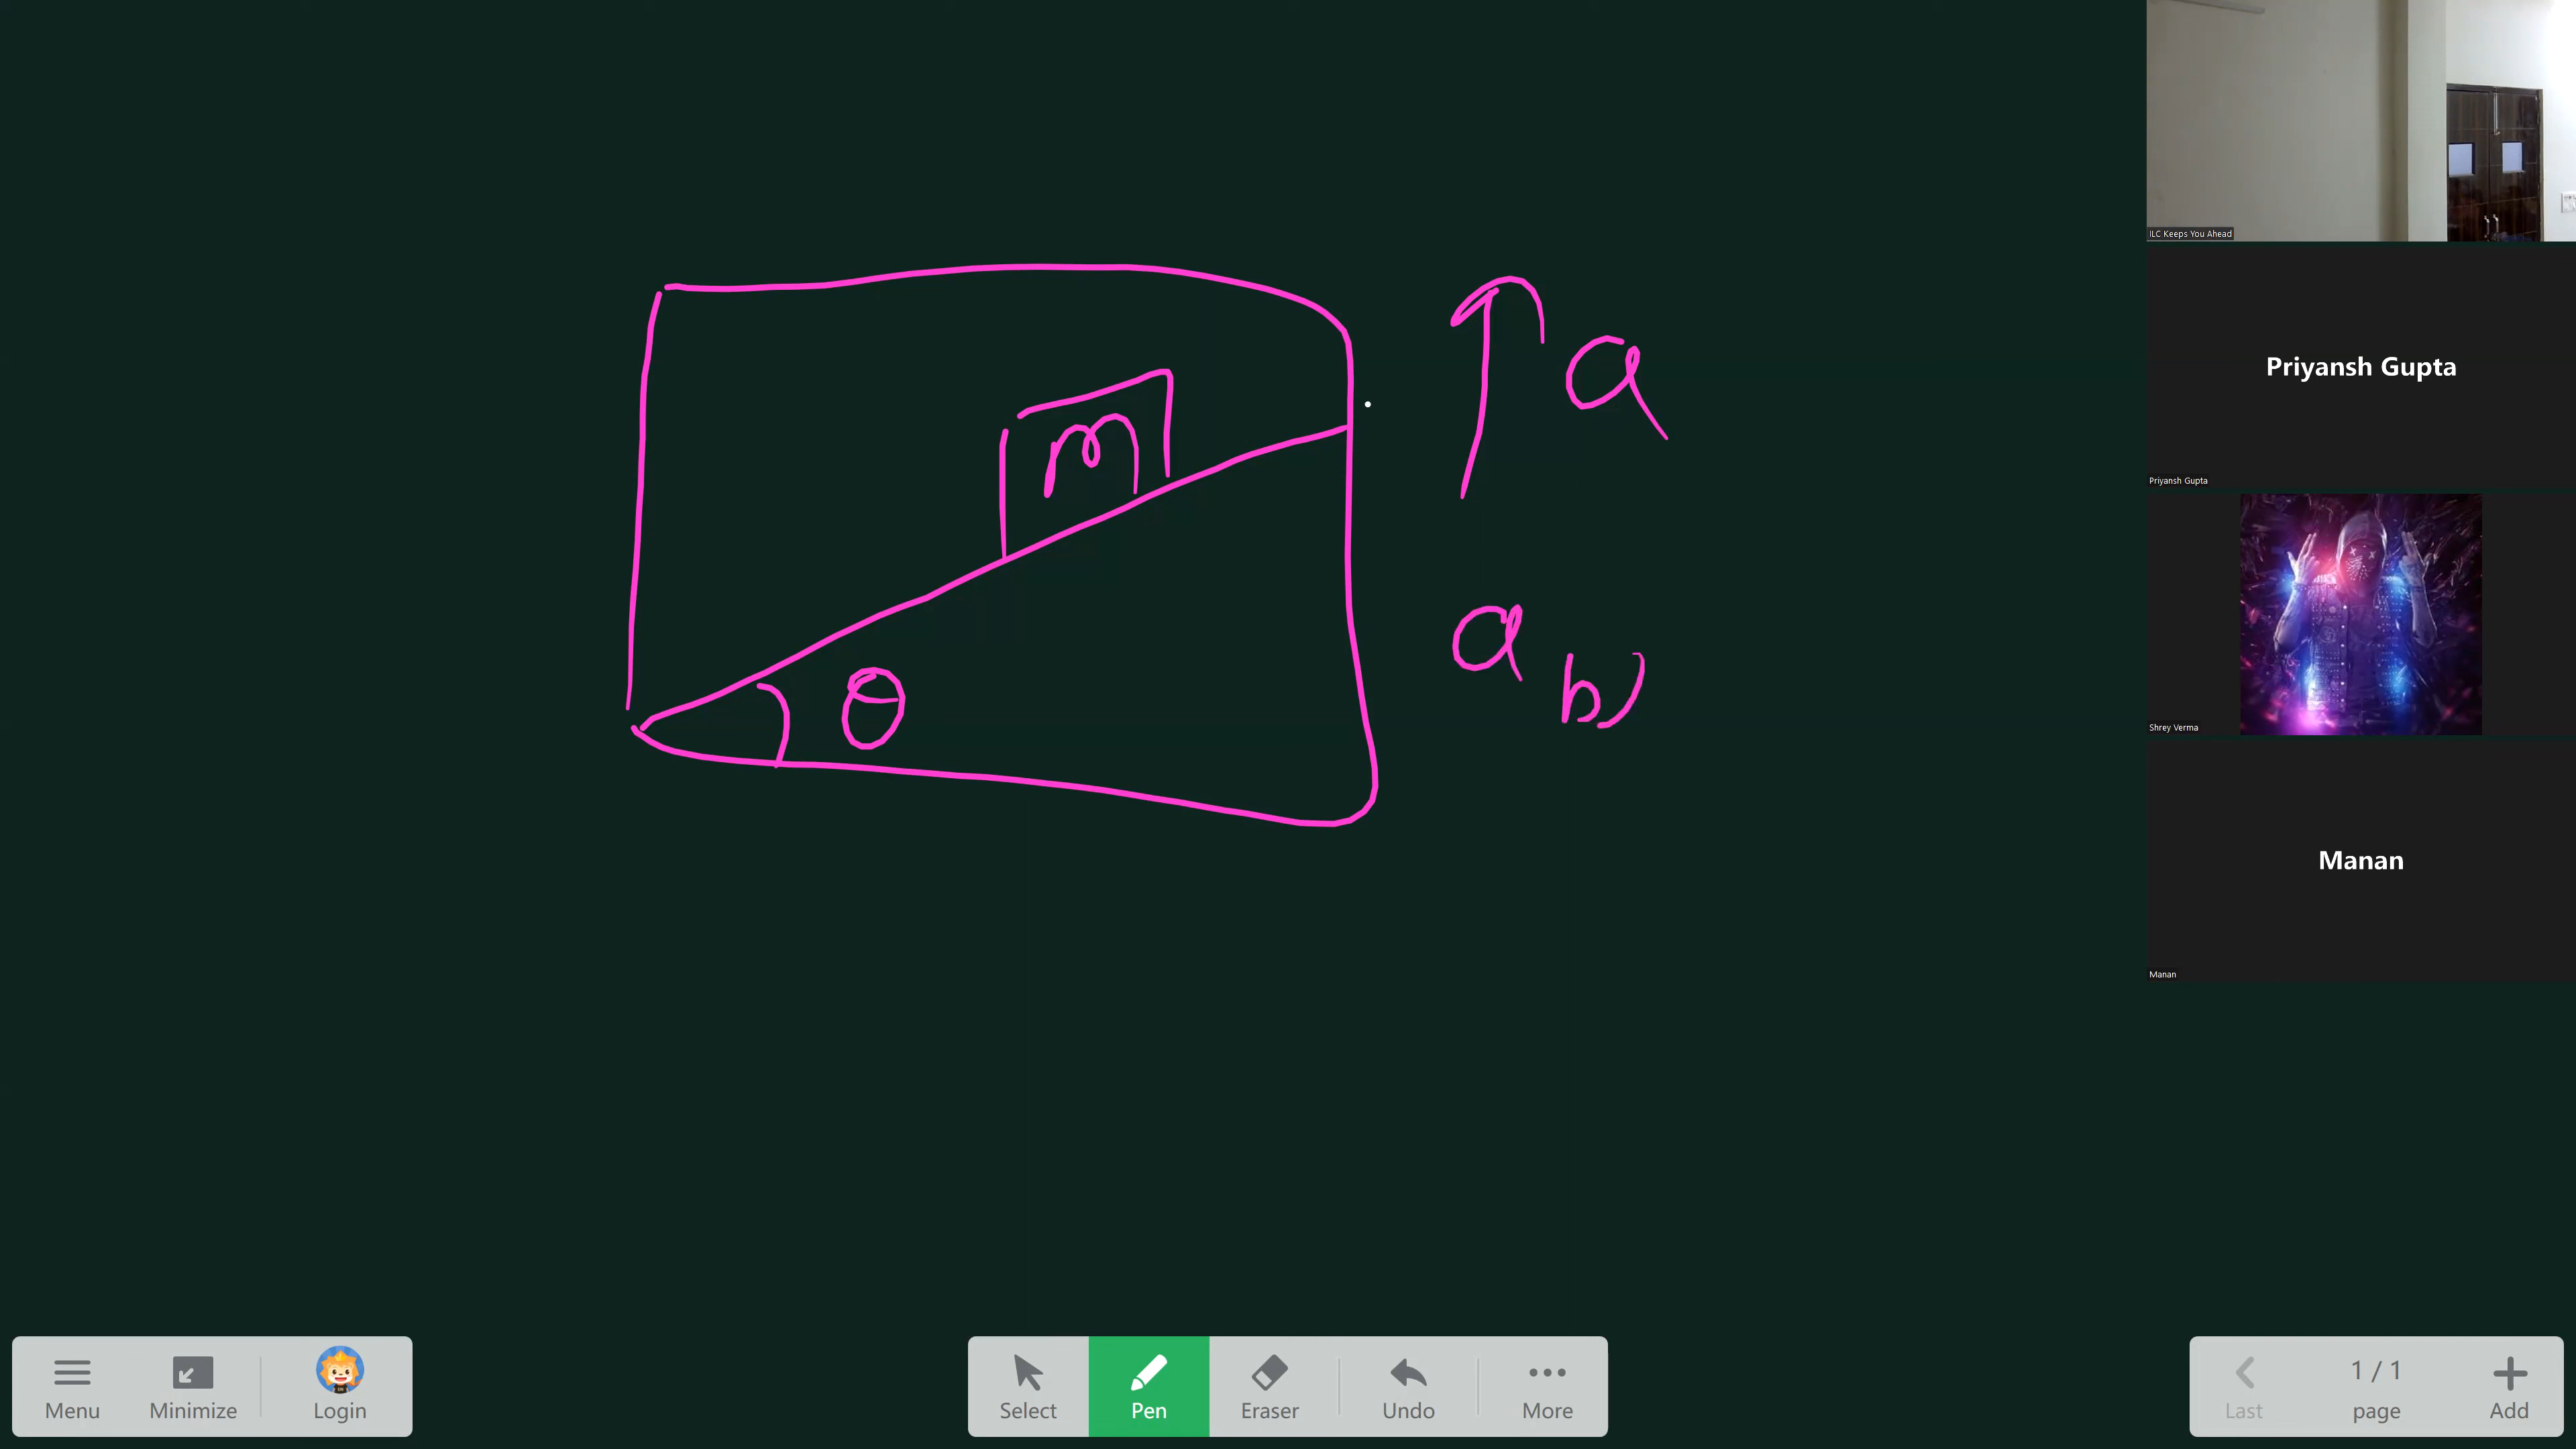 ILC Keeps You Ahead
m
a
θ
a b)
Priyansh Gupta
Priyansh Gupta
Shrey Verma
Manan
Manan
Menu
Minimize
Login
Select
Pen
Eraser
Undo
More
Last
1 / 1
page
Add